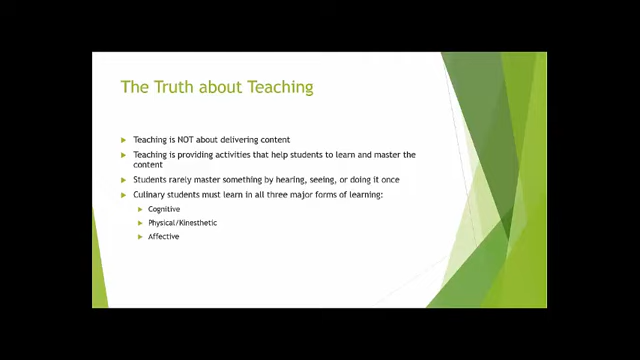 The Truth about Teaching
Teaching is NOT about delivering content
Teaching is providing activities that help students to learn and master the
content
Students rarely master something by hearing, seeing, or doing it once
Culinary students must learn in all three major forms of learning:
Cognitive
Physical/Kinesthetic
Affective